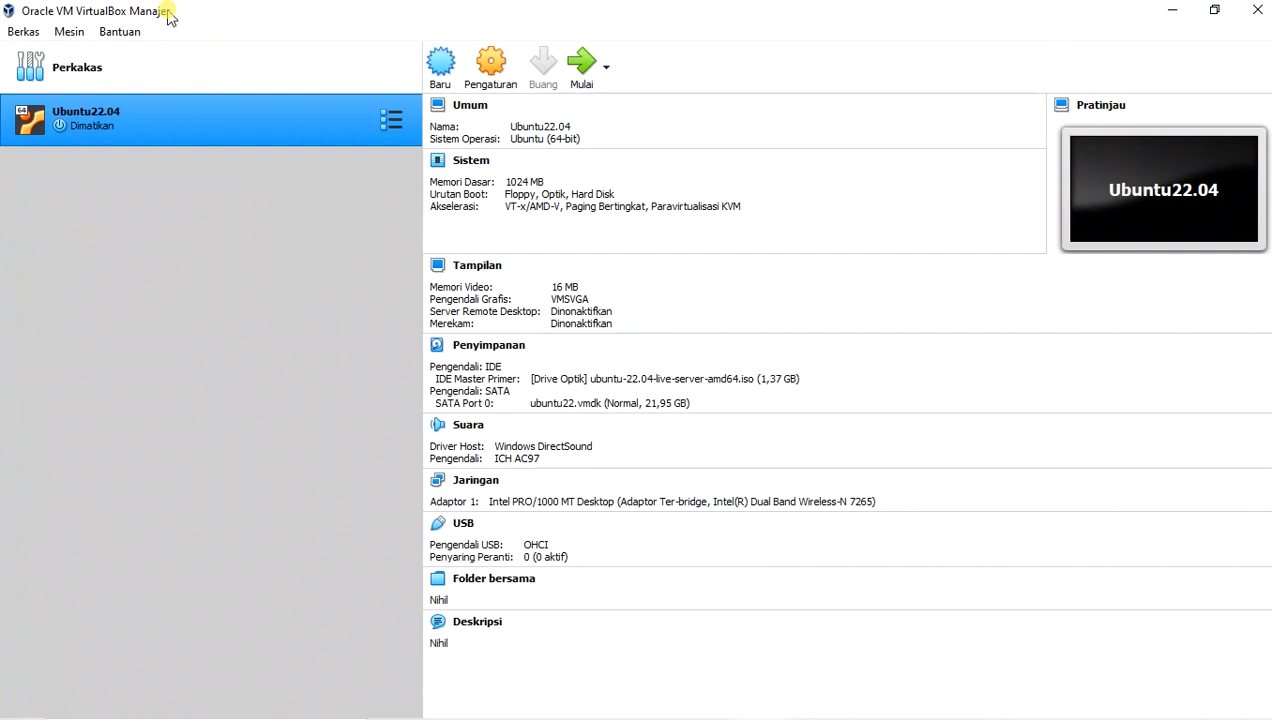 Oracle VM VirtualBox Manajer
Berkas Mesin Bantuan
Perkakas
Baru Pengaturan Buang Mulai
64
Ubuntu22.04
Dimatikan
Umum
Nama: Ubuntu22.04
Sistem Operasi: Ubuntu (64-bit)
Pratinjau
Ubuntu22.04
Sistem
Memori Dasar: 1024 MB
Urutan Boot: Floppy, Optik, Hard Disk
Akselerasi: VT-x/AMD-V, Paging Bertingkat, Paravirtualisasi KVM
Tampilan
Memori Video: 16 MB
Pengendali Grafis: VMSVGA
Server Remote Desktop: Dinonaktifkan
Merekam: Dinonaktifkan
Penyimpanan
Pengendali: IDE
IDE Master Primer: [Drive Optik] ubuntu-22.04-live-server-amd64.iso (1,37 GB)
Pengendali: SATA
SATA Port 0: ubuntu22.vmdk (Normal, 21,95 GB)
Suara
Driver Host: Windows DirectSound
Pengendali: ICH AC97
Jaringan
Adaptor 1: Intel PRO/1000 MT Desktop (Adaptor Ter-bridge, Intel(R) Dual Band Wireless-N 7265)
USB
Pengendali USB: OHCI
Penyaring Peranti: 0 (0 aktif)
Folder bersama
Nihil
Deskripsi
Nihil